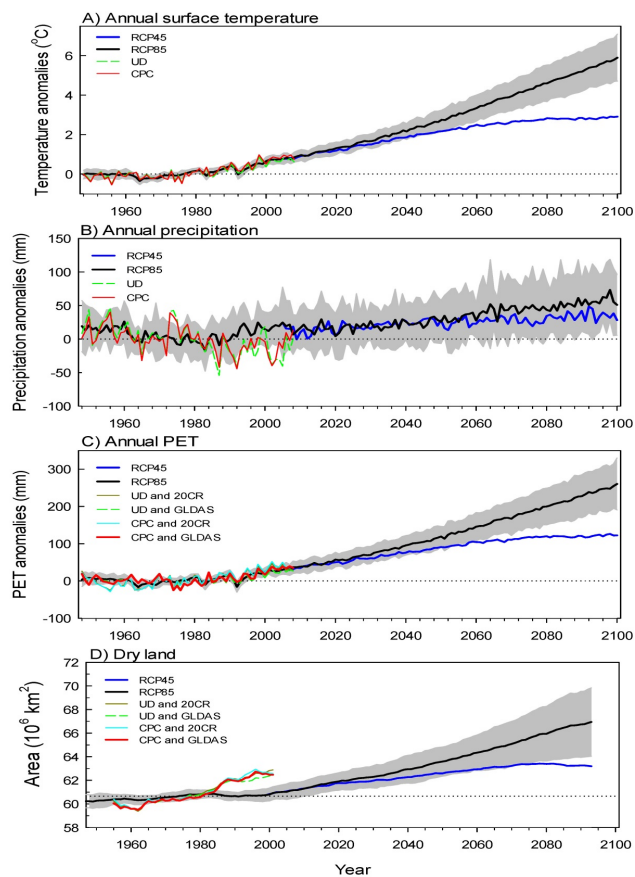 A) Annual surface temperature
Temperature anomalies (°C)
RCP45
RCP85
UD
CPC
6
4
2
0
1960 1980 2000 2020 2040 2060 2080 2100
B) Annual precipitation
Precipitation anomalies (mm)
RCP45
RCP85
UD
CPC
150
100
50
0
-50
-100
1960 1980 2000 2020 2040 2060 2080 2100
C) Annual PET
PET anomalies (mm)
RCP45
RCP85
UD and 20CR
UD and GLDAS
CPC and 20CR
CPC and GLDAS
300
200
100
0
-100
1960 1980 2000 2020 2040 2060 2080 2100
D) Dry land
Area (10⁶ km²)
RCP45
RCP85
UD and 20CR
UD and GLDAS
CPC and 20CR
CPC and GLDAS
72
70
68
66
64
62
60
58
1960 1980 2000 2020 2040 2060 2080 2100
Year